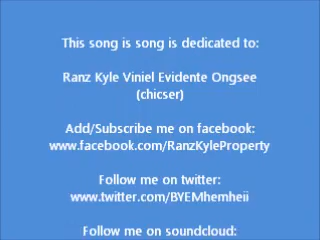 This song is song is dedicated to:
Ranz Kyle Viniel Evidente Ongsee
(chicser)
Add/Subscribe me on facebook:
www.facebook.com/RanzKyleProperty
Follow me on twitter:
www.twitter.com/BYEMhemheii
Follow me on soundcloud: